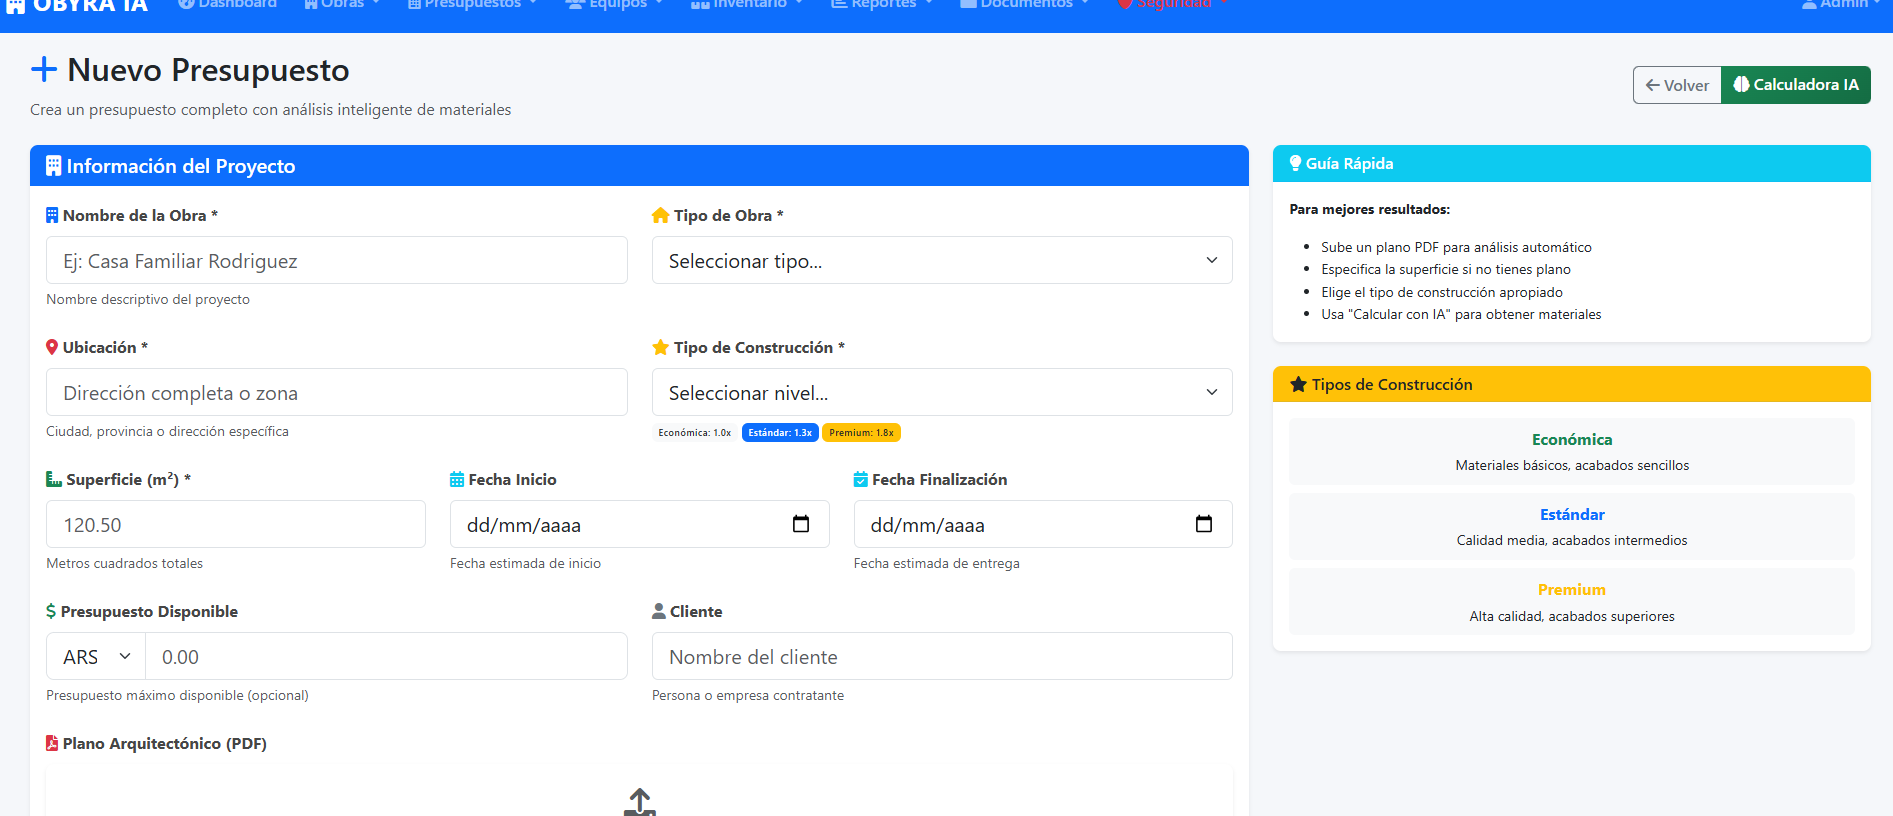 OBYRA IA
Dashboard
Obras
Presupuestos
Equipos
Inventario
Reportes
Documentos
Seguridad
Admin
Nuevo Presupuesto
Crea un presupuesto completo con análisis inteligente de materiales
Volver
Calculadora IA
Información del Proyecto
Nombre de la Obra *
Ej: Casa Familiar Rodriguez
Nombre descriptivo del proyecto
Tipo de Obra *
Seleccionar tipo...
Ubicación *
Dirección completa o zona
Ciudad, provincia o dirección específica
Tipo de Construcción *
Seleccionar nivel...
Económica: 1.0x
Estándar: 1.3x
Premium: 1.8x
Superficie (m²) *
120.50
Metros cuadrados totales
Fecha Inicio
dd/mm/aaaa
Fecha estimada de inicio
Fecha Finalización
dd/mm/aaaa
Fecha estimada de entrega
Presupuesto Disponible
ARS
0.00
Presupuesto máximo disponible (opcional)
Cliente
Nombre del cliente
Persona o empresa contratante
Plano Arquitectónico (PDF)
Guía Rápida
Para mejores resultados:
Sube un plano PDF para análisis automático
Especifica la superficie si no tienes plano
Elige el tipo de construcción apropiado
Usa "Calcular con IA" para obtener materiales
Tipos de Construcción
Económica
Materiales básicos, acabados sencillos
Estándar
Calidad media, acabados intermedios
Premium
Alta calidad, acabados superiores